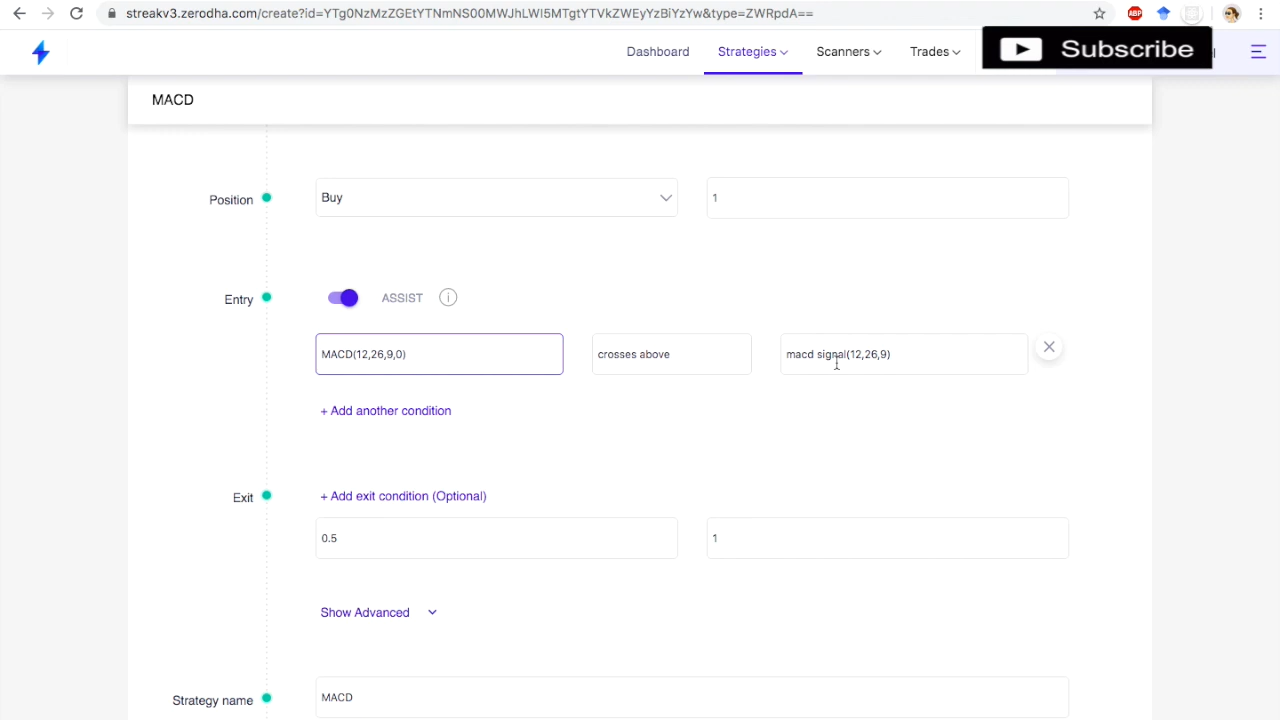 streakv3.zerodha.com/create?id=YTg0NzMzZGEtYTNmNS00MWJhLWI5MTgtYTVkZWEyYzBiYzYw&type=ZWRpdA==
ABP
Dashboard Strategies Scanners Trades Subscribe
MACD
Position Buy 1
Entry ASSIST i
MACD(12,26,9,0) crosses above macd signal(12,26,9)
+ Add another condition
Exit + Add exit condition (Optional)
0.5 1
Show Advanced
Strategy name MACD